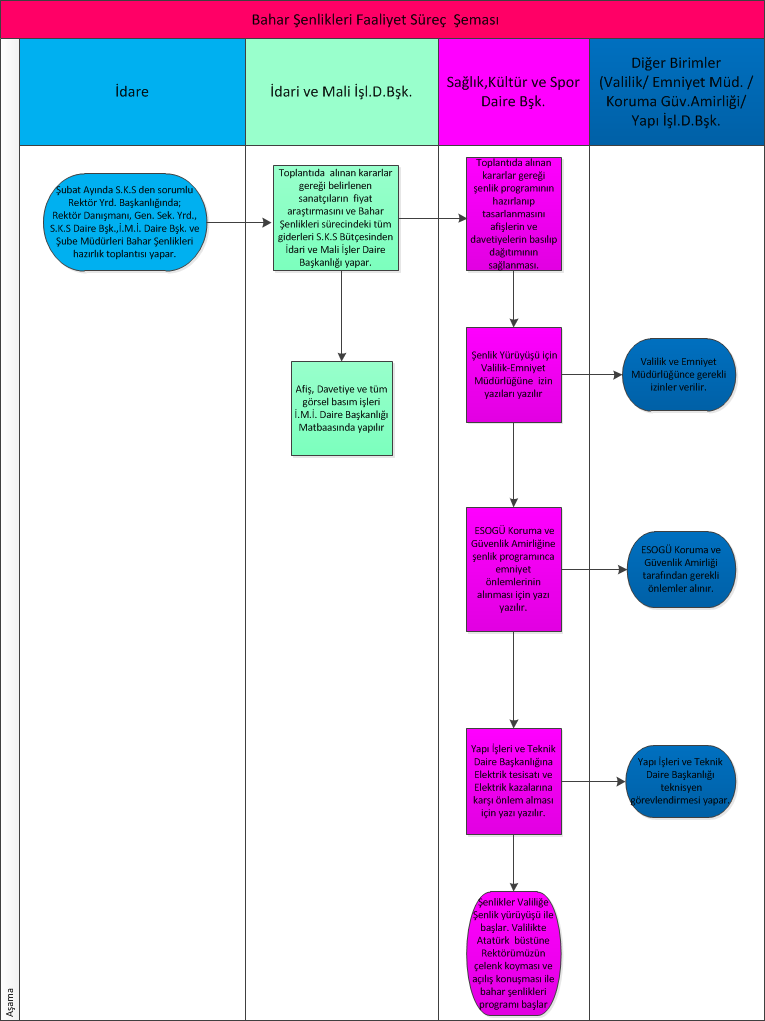 Bahar Şenlikleri Faaliyet Süreç  Şeması
İdare
İdari ve Mali İşl.D.Bşk.
Sağlık,Kültür ve Spor
Daire Bşk.
Diğer Birimler
(Valilik/ Emniyet Müd. /
Koruma Güv.Amirliği/
Yapı İşl.D.Bşk.
Şubat Ayında S.K.S den sorumlu
Rektör Yrd. Başkanlığında;
Rektör Danışmanı, Gen. Sek. Yrd.,
S.K.S Daire Bşk.,İ.M.İ. Daire Bşk. ve
Şube Müdürleri Bahar Şenlikleri
hazırlık toplantısı yapar.
Toplantıda  alınan kararlar
gereği belirlenen
sanatçıların  fiyat
araştırmasını ve Bahar
Şenlikleri sürecindeki tüm
giderleri S.K.S Bütçesinden
İdari ve Mali İşler Daire
Başkanlığı yapar.
Toplantıda alınan
kararlar gereği
şenlik programının
hazırlanıp
tasarlanmasını
afişlerin ve
davetiyelerin basılıp
dağıtımının
sağlanması.
Afiş, Davetiye ve tüm
görsel basım işleri
İ.M.İ. Daire Başkanlığı
Matbaasında yapılır
Şenlik Yürüyüşü için
Valilik-Emniyet
Müdürlüğüne  izin
yazıları yazılır
Valilik ve Emniyet
Müdürlüğünce gerekli
izinler verilir.
ESOGÜ Koruma ve
Güvenlik Amirliğine
şenlik programınca
emniyet
önlemlerinin
alınması için yazı
yazılır.
ESOGÜ Koruma ve
Güvenlik Amirliği
tarafından gerekli
önlemler alınır.
Yapı İşleri ve Teknik
Daire Başkanlığına
Elektrik tesisatı ve
Elektrik kazalarına
karşı önlem alması
için yazı yazılır.
Yapı İşleri ve Teknik
Daire Başkanlığı
teknisyen
görevlendirmesi yapar.
Şenlikler Valiliğe
Şenlik yürüyüşü ile
başlar. Valilikte
Atatürk  büstüne
Rektörümüzün
çelenk koyması ve
açılış konuşması ile
bahar şenlikleri
programı başlar
Aşama